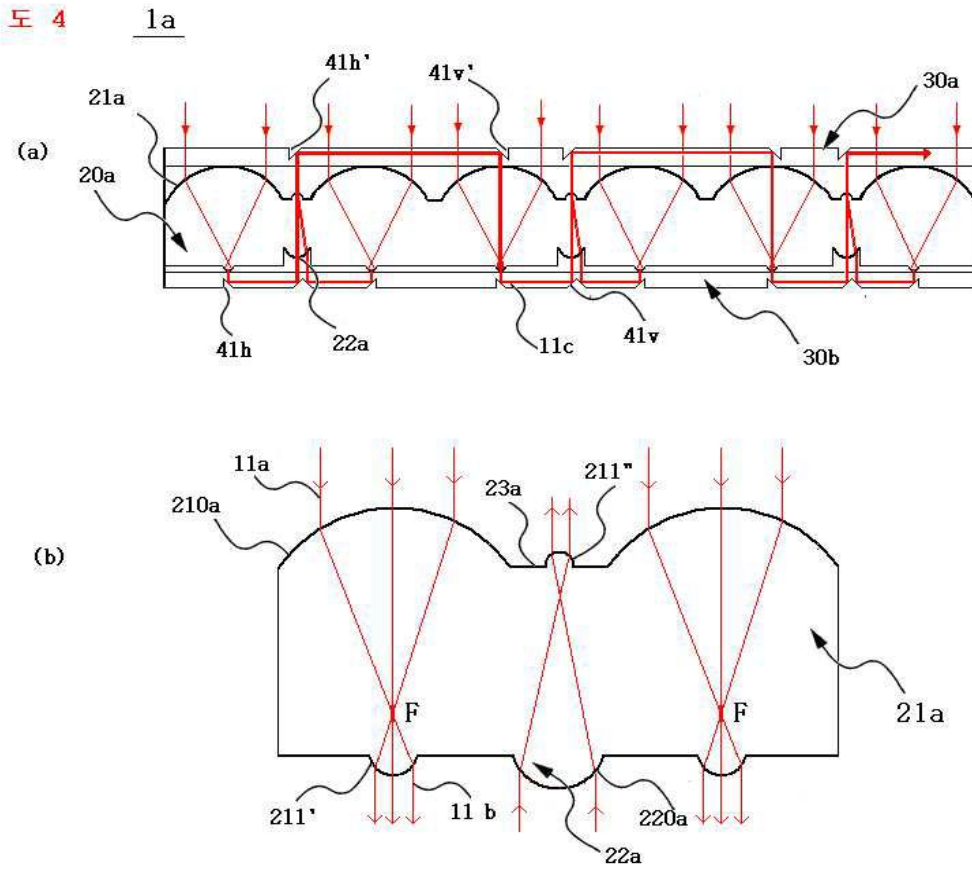 도 4
1a
41h'
41v'
21a
30a
(a)
20a
41h
22a
11c
41v
30b
11a
23a
211"
210a
(b)
F
F
21a
211'
11 b
22a
220a